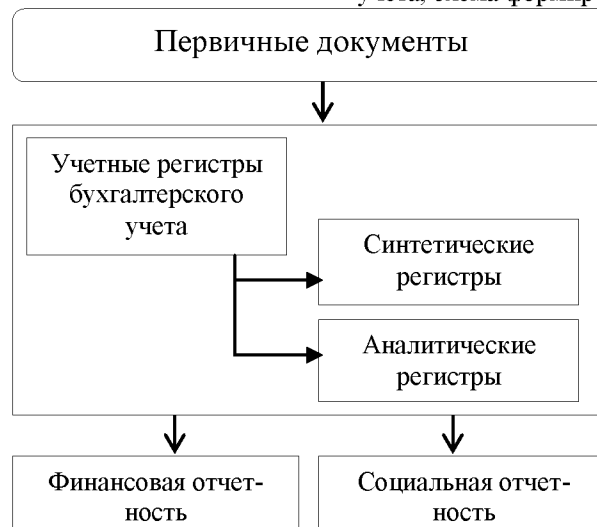 Первичные документы
Учетные регистры
бухгалтерского
учета
Синтетические
регистры
Аналитические
регистры
Финансовая отчет-
ность
Социальная отчет-
ность